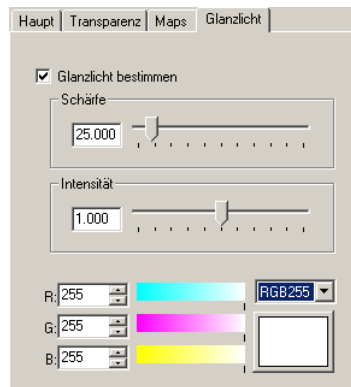 Haupt Transparenz Maps Glanzlicht
Glanzlicht bestimmen
Schärfe
25.000
Intensität
1.000
R: 255 RGB255
G: 255
B: 255